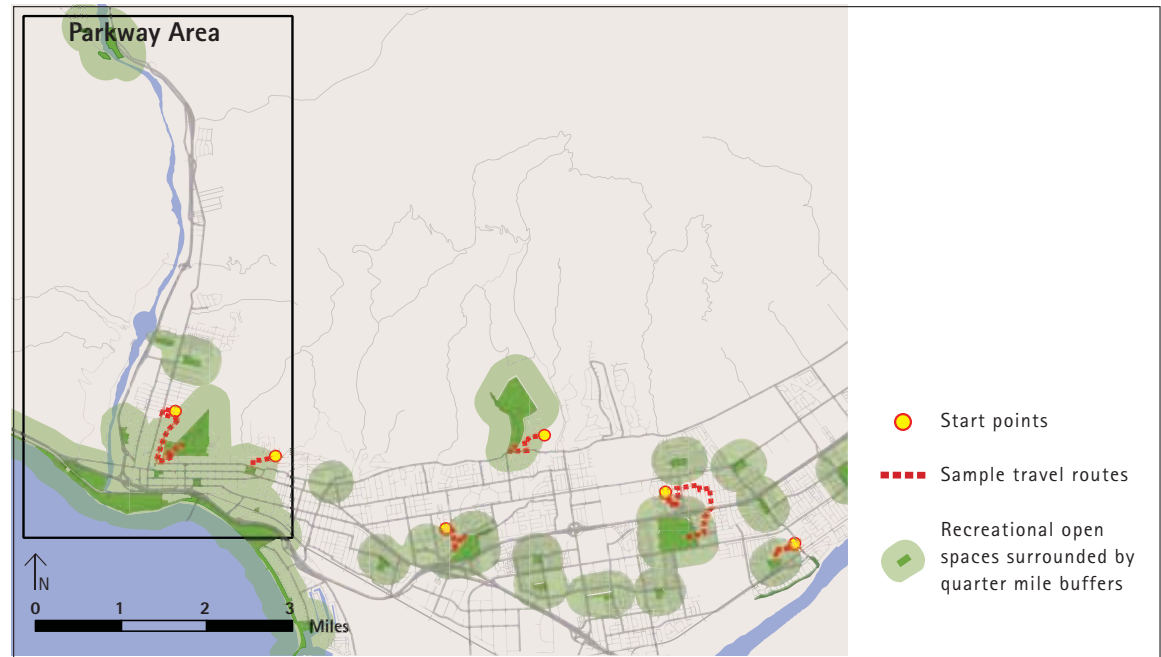 Parkway Area
Start points
Sample travel routes
Recreational open
spaces surrounded by
quarter mile buffers
N
0 1 2 3
Miles